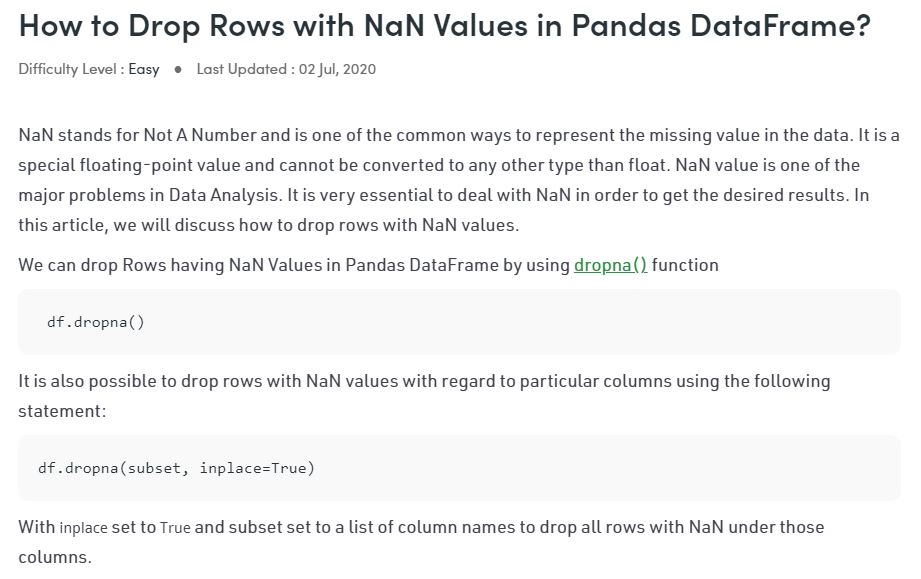 How to Drop Rows with NaN Values in Pandas DataFrame?
Difficulty Level : Easy ● Last Updated : 02 Jul, 2020
NaN stands for Not A Number and is one of the common ways to represent the missing value in the data. It is a
special floating-point value and cannot be converted to any other type than float. NaN value is one of the
major problems in Data Analysis. It is very essential to deal with NaN in order to get the desired results. In
this article, we will discuss how to drop rows with NaN values.
We can drop Rows having NaN Values in Pandas DataFrame by using dropna() function
df.dropna()
It is also possible to drop rows with NaN values with regard to particular columns using the following
statement:
df.dropna(subset, inplace=True)
With inplace set to True and subset set to a list of column names to drop all rows with NaN under those
columns.